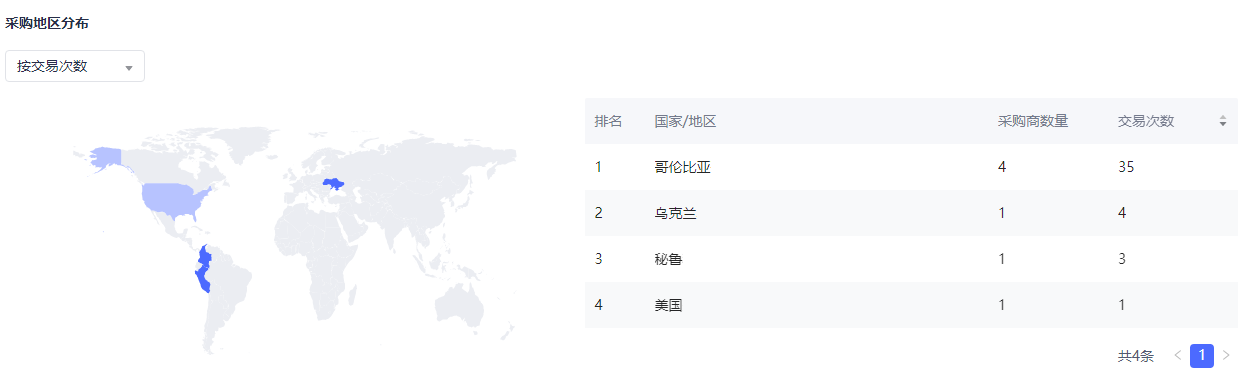 采购地区分布
按交易次数
排名 国家/地区 采购商数量 交易次数
1 哥伦比亚 4 35
2 乌克兰 1 4
3 秘鲁 1 3
4 美国 1 1
共4条 1